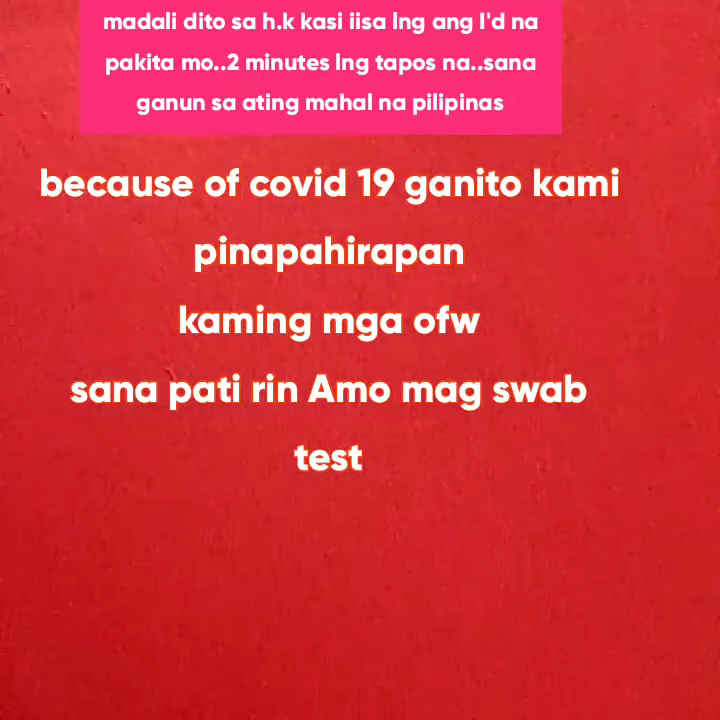 madali dito sa h.k kasi iisa lng ang I'd na
pakita mo..2 minutes lng tapos na..sana
ganun sa ating mahal na pilipinas
because of covid 19 ganito kami
pinapahirapan
kaming mga ofw
sana pati rin Amo mag swab
test